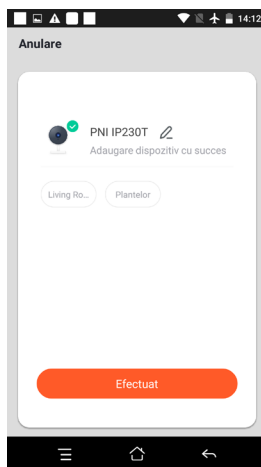 14:12
Anulare
PNI IP230T
Adaugare dispozitiv cu succes
Living Ro... Plantelor
Efectuat